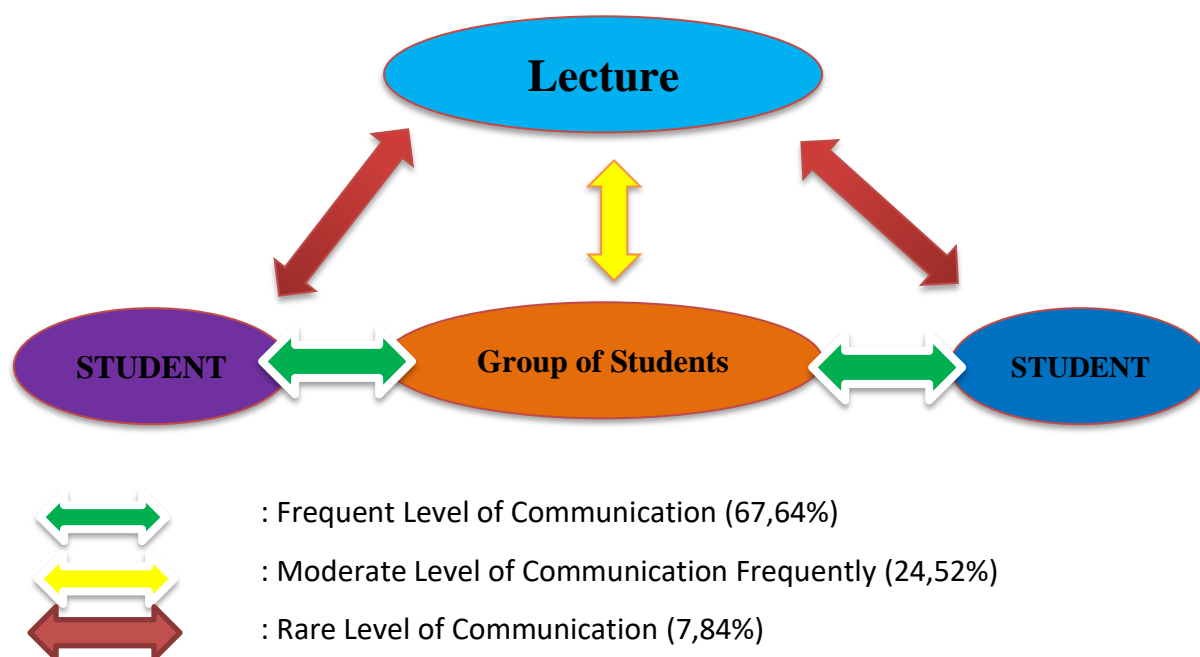 Lecture
STUDENT
Group of Students
STUDENT
: Frequent Level of Communication (67,64%)
: Moderate Level of Communication Frequently (24,52%)
: Rare Level of Communication (7,84%)